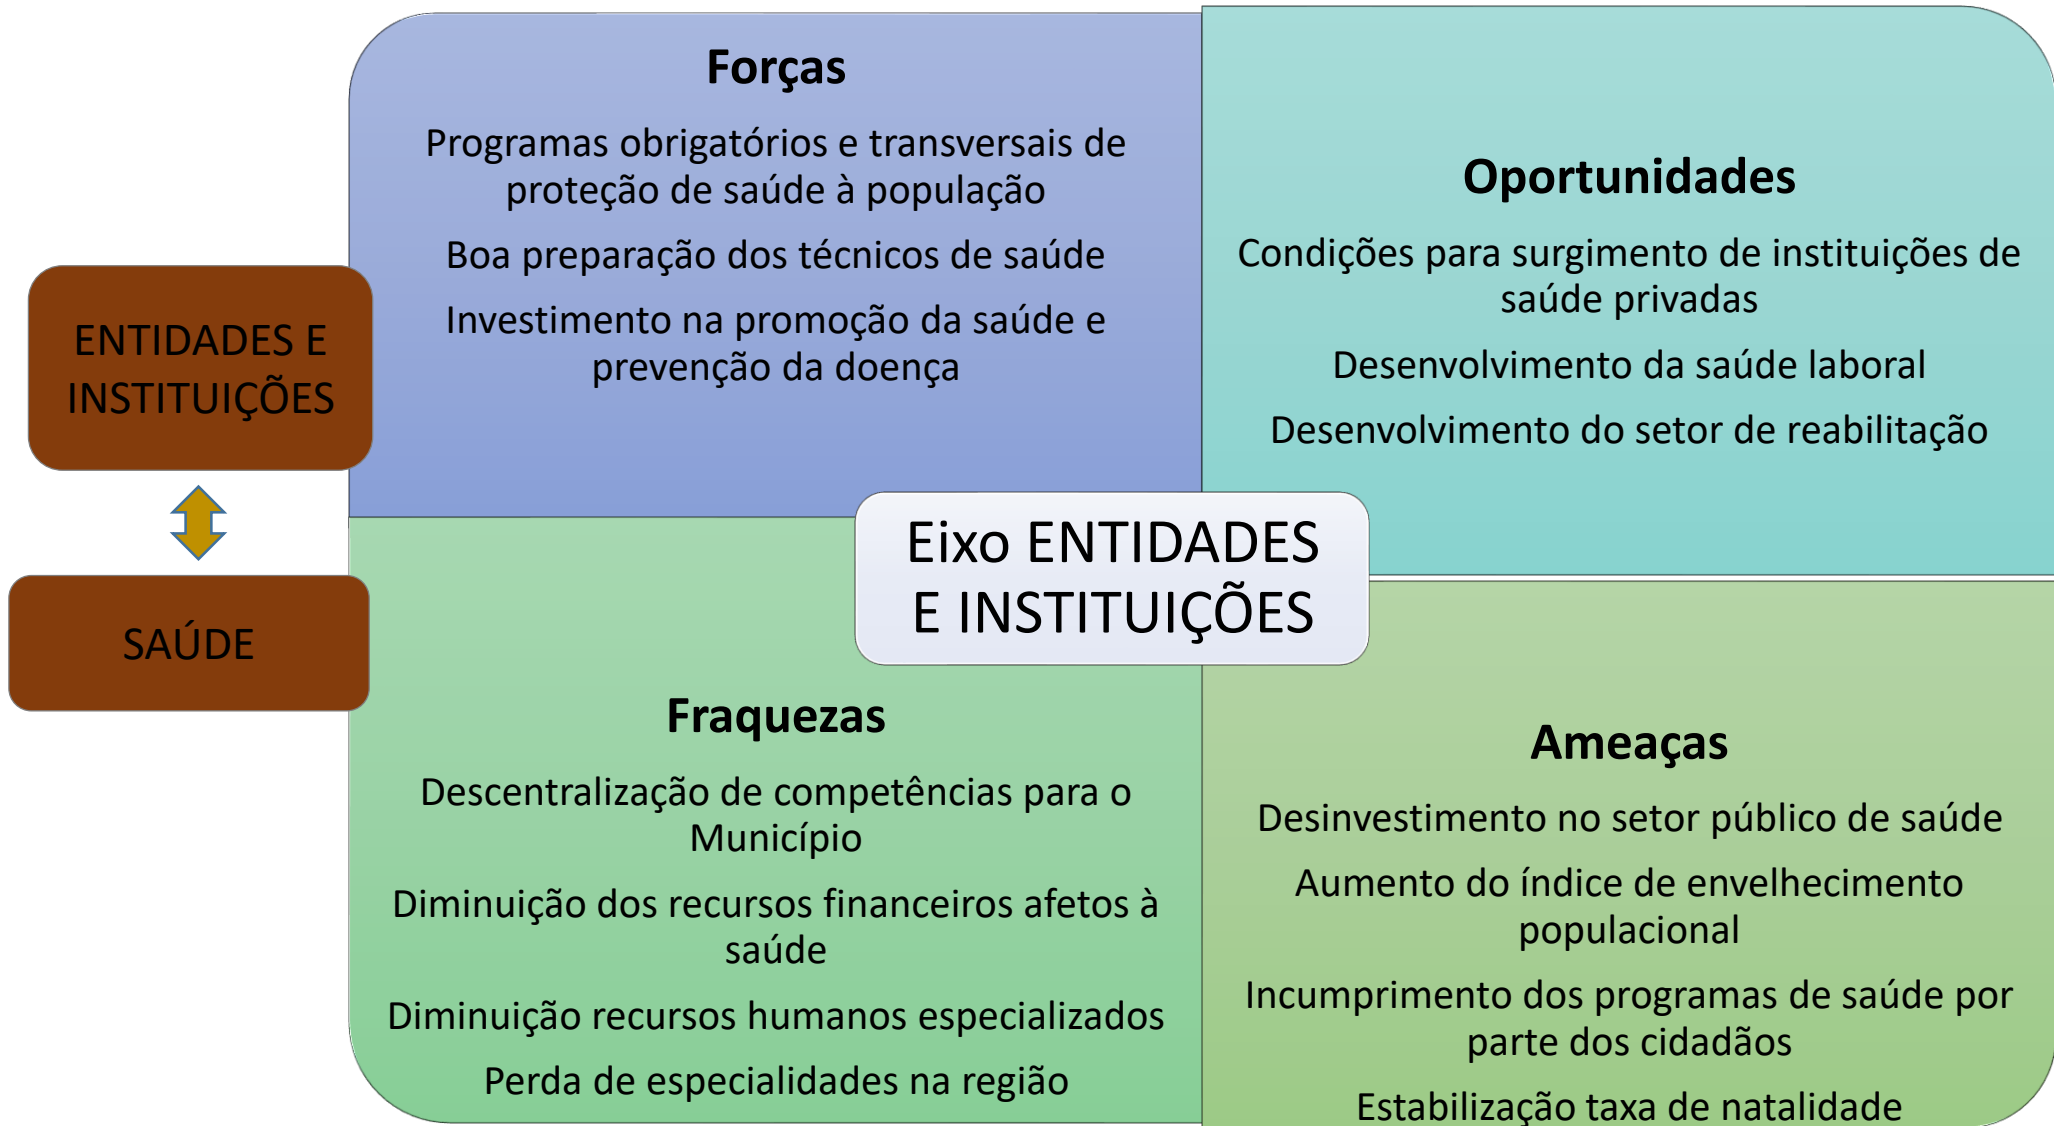 ENTIDADES E
INSTITUIÇÕES
SAÚDE
Forças
Programas obrigatórios e transversais de
proteção de saúde à população
Boa preparação dos técnicos de saúde
Investimento na promoção da saúde e
prevenção da doença
Oportunidades
Condições para surgimento de instituições de
saúde privadas
Desenvolvimento da saúde laboral
Desenvolvimento do setor de reabilitação
Eixo ENTIDADES
E INSTITUIÇÕES
Fraquezas
Descentralização de competências para o
Município
Diminuição dos recursos financeiros afetos à
saúde
Diminuição recursos humanos especializados
Perda de especialidades na região
Ameaças
Desinvestimento no setor público de saúde
Aumento do índice de envelhecimento
populacional
Incumprimento dos programas de saúde por
parte dos cidadãos
Estabilização taxa de natalidade